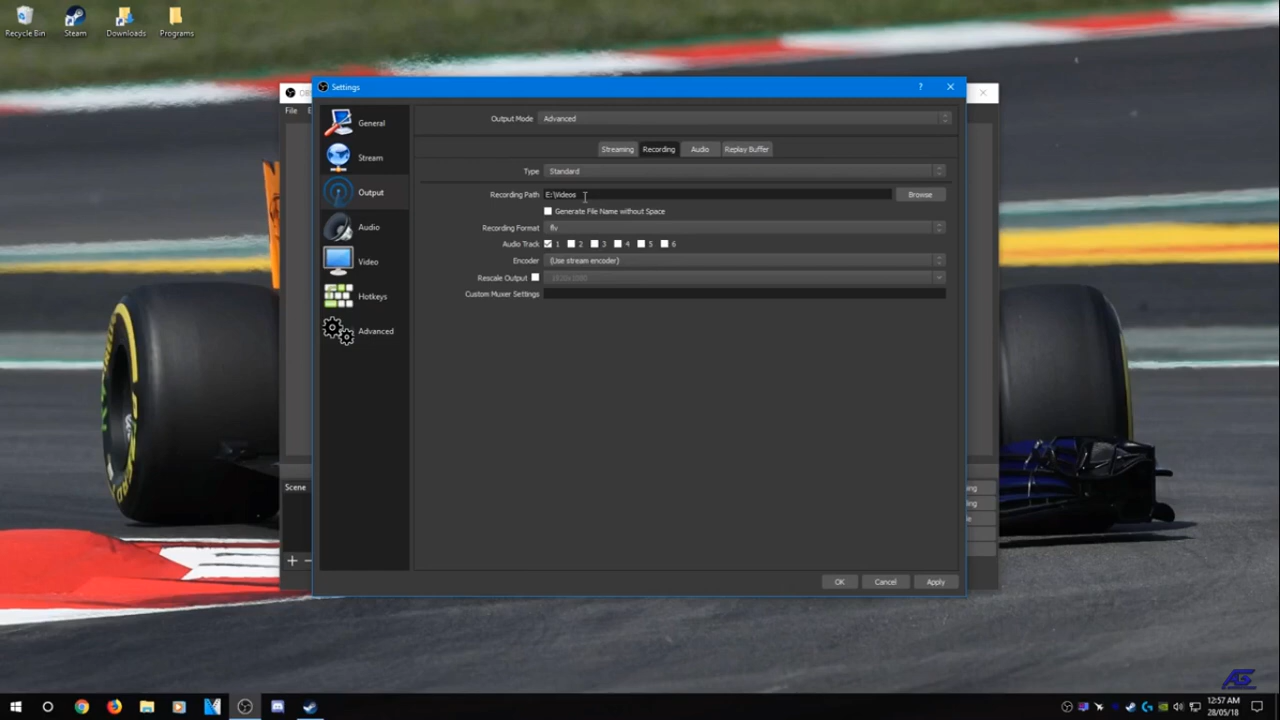 Recycle Bin
Steam
Downloads
Programs
Settings
?
File
General
Stream
Output
Audio
Video
Hotkeys
Advanced
Output Mode
Advanced
Streaming
Recording
Audio
Replay Buffer
Type
Standard
Recording Path
E:\Videos
Browse
Generate File Name without Space
Recording Format
flv
Audio Track
1
2
3
4
5
6
Encoder
(Use stream encoder)
Rescale Output
1920x1080
Custom Muxer Settings
Scene
OK
Cancel
Apply
12:57 AM
28/05/18